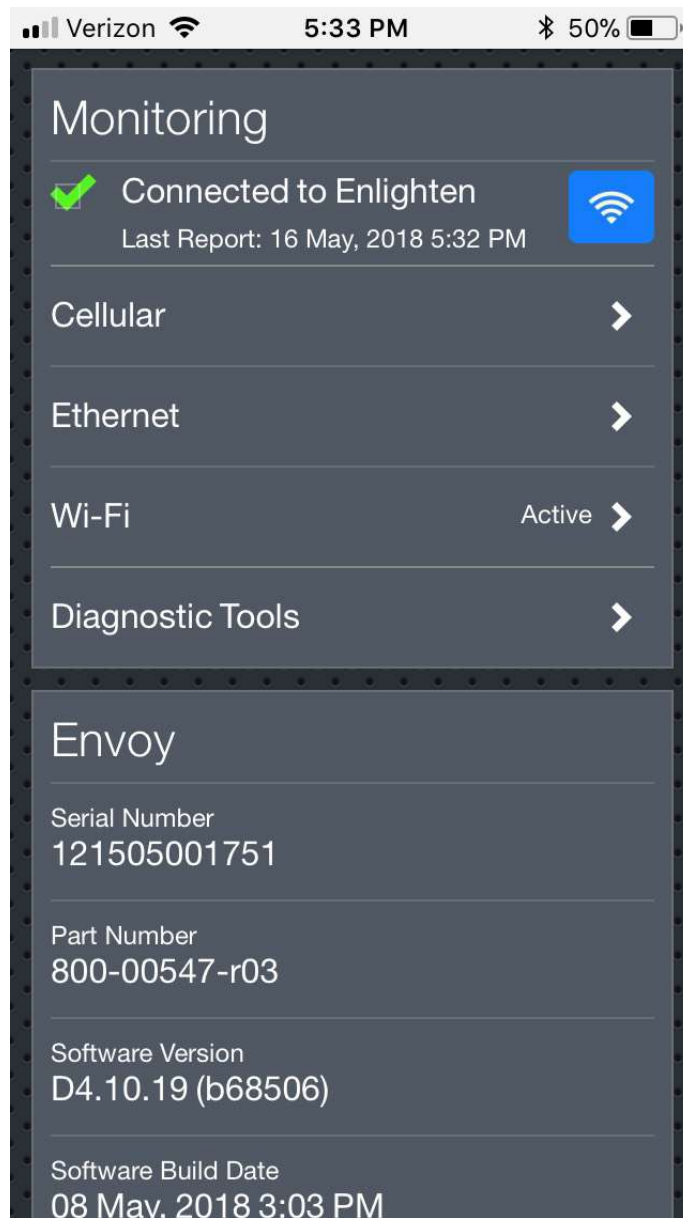 Verizon 5:33 PM 50%
Monitoring
Connected to Enlighten
Last Report: 16 May, 2018 5:32 PM
Cellular
Ethernet
Wi-Fi Active
Diagnostic Tools
Envoy
Serial Number
121505001751
Part Number
800-00547-r03
Software Version
D4.10.19 (b68506)
Software Build Date
08 May, 2018 3:03 PM